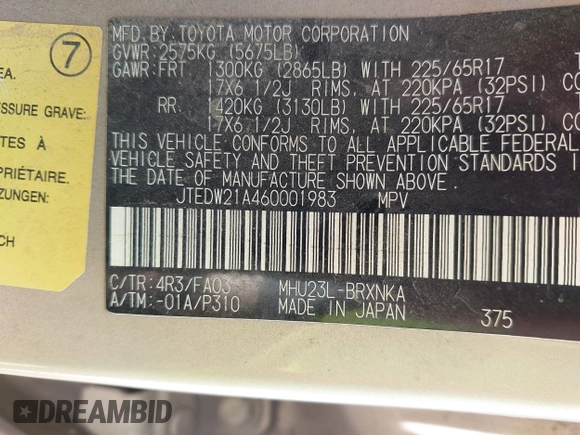 7
MFD. BY:TOYOTA MOTOR CORPORATION
GVWR:2575KG (5675LB)
GAWR:FRT 1300KG (2865LB) WITH 225/65R17
17X6 1/2J RIMS, AT 220KPA (32PSI) CO
RR. 1420KG (3130LB) WITH 225/65R17
17X6 1/2J RIMS, AT 220KPA (32PSI) CO
THIS VEHICLE CONFORMS TO ALL APPLICABLE FEDERAL
VEHICLE SAFETY AND THEFT PREVENTION STANDARDS I
THE DATE OF MANUFACTURE SHOWN ABOVE.
JTEDW21A460001983 MPV
C/TR:4R3/FA03 MHU23L-BRXNKA
A/TM:-01A/P310 MADE IN JAPAN 375
EA.
ESSURE GRAVE:
TES À
PRIÉTAIRE.
ZUNGEN:
CH
DREAMBID